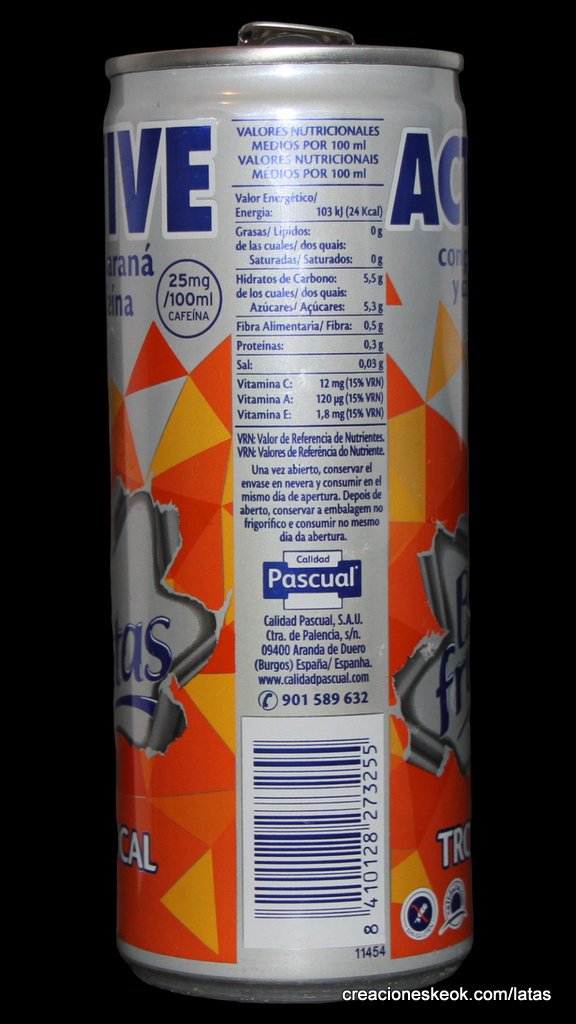 IVE
AC
VALORES NUTRICIONALES
MEDIOS POR 100 ml
VALORES NUTRICIONAIS
MÉDIOS POR 100 ml
Valor Energético/
Energia: 103 kJ (24 Kcal)
Grasas/ Lípidos: 0 g
de las cuales/ dos quais:
Saturadas/ Saturados: 0 g
Hidratos de Carbono: 5,5 g
de los cuales/ dos quais:
Azúcares/ Açúcares: 5,3 g
Fibra Alimentaria/ Fibra: 0,5 g
Proteínas: 0,3 g
Sal: 0,03 g
Vitamina C: 12 mg (15% VRN)
Vitamina A: 120 µg (15% VRN)
Vitamina E: 1,8 mg (15% VRN)
VRN: Valor de Referencia de Nutrientes.
VRN: Valores de Referência do Nutriente.
Una vez abierto, conservar el
envase en nevera y consumir en el
mismo día de apertura. Depois de
aberto, conservar a embalagem no
frigorífico e consumir no mesmo
dia da abertura.
Calidad
Pascual
Calidad Pascual, S.A.U.
Ctra. de Palencia, s/n.
09400 Aranda de Duero
(Burgos) España/ Espanha.
www.calidadpascual.com
901 589 632
8 410128 273255
11454
araná
eína
25mg
/100ml
CAFEÍNA
con
y
tas
CAL
B
fr
TRO
creacioneskeok.com/latas